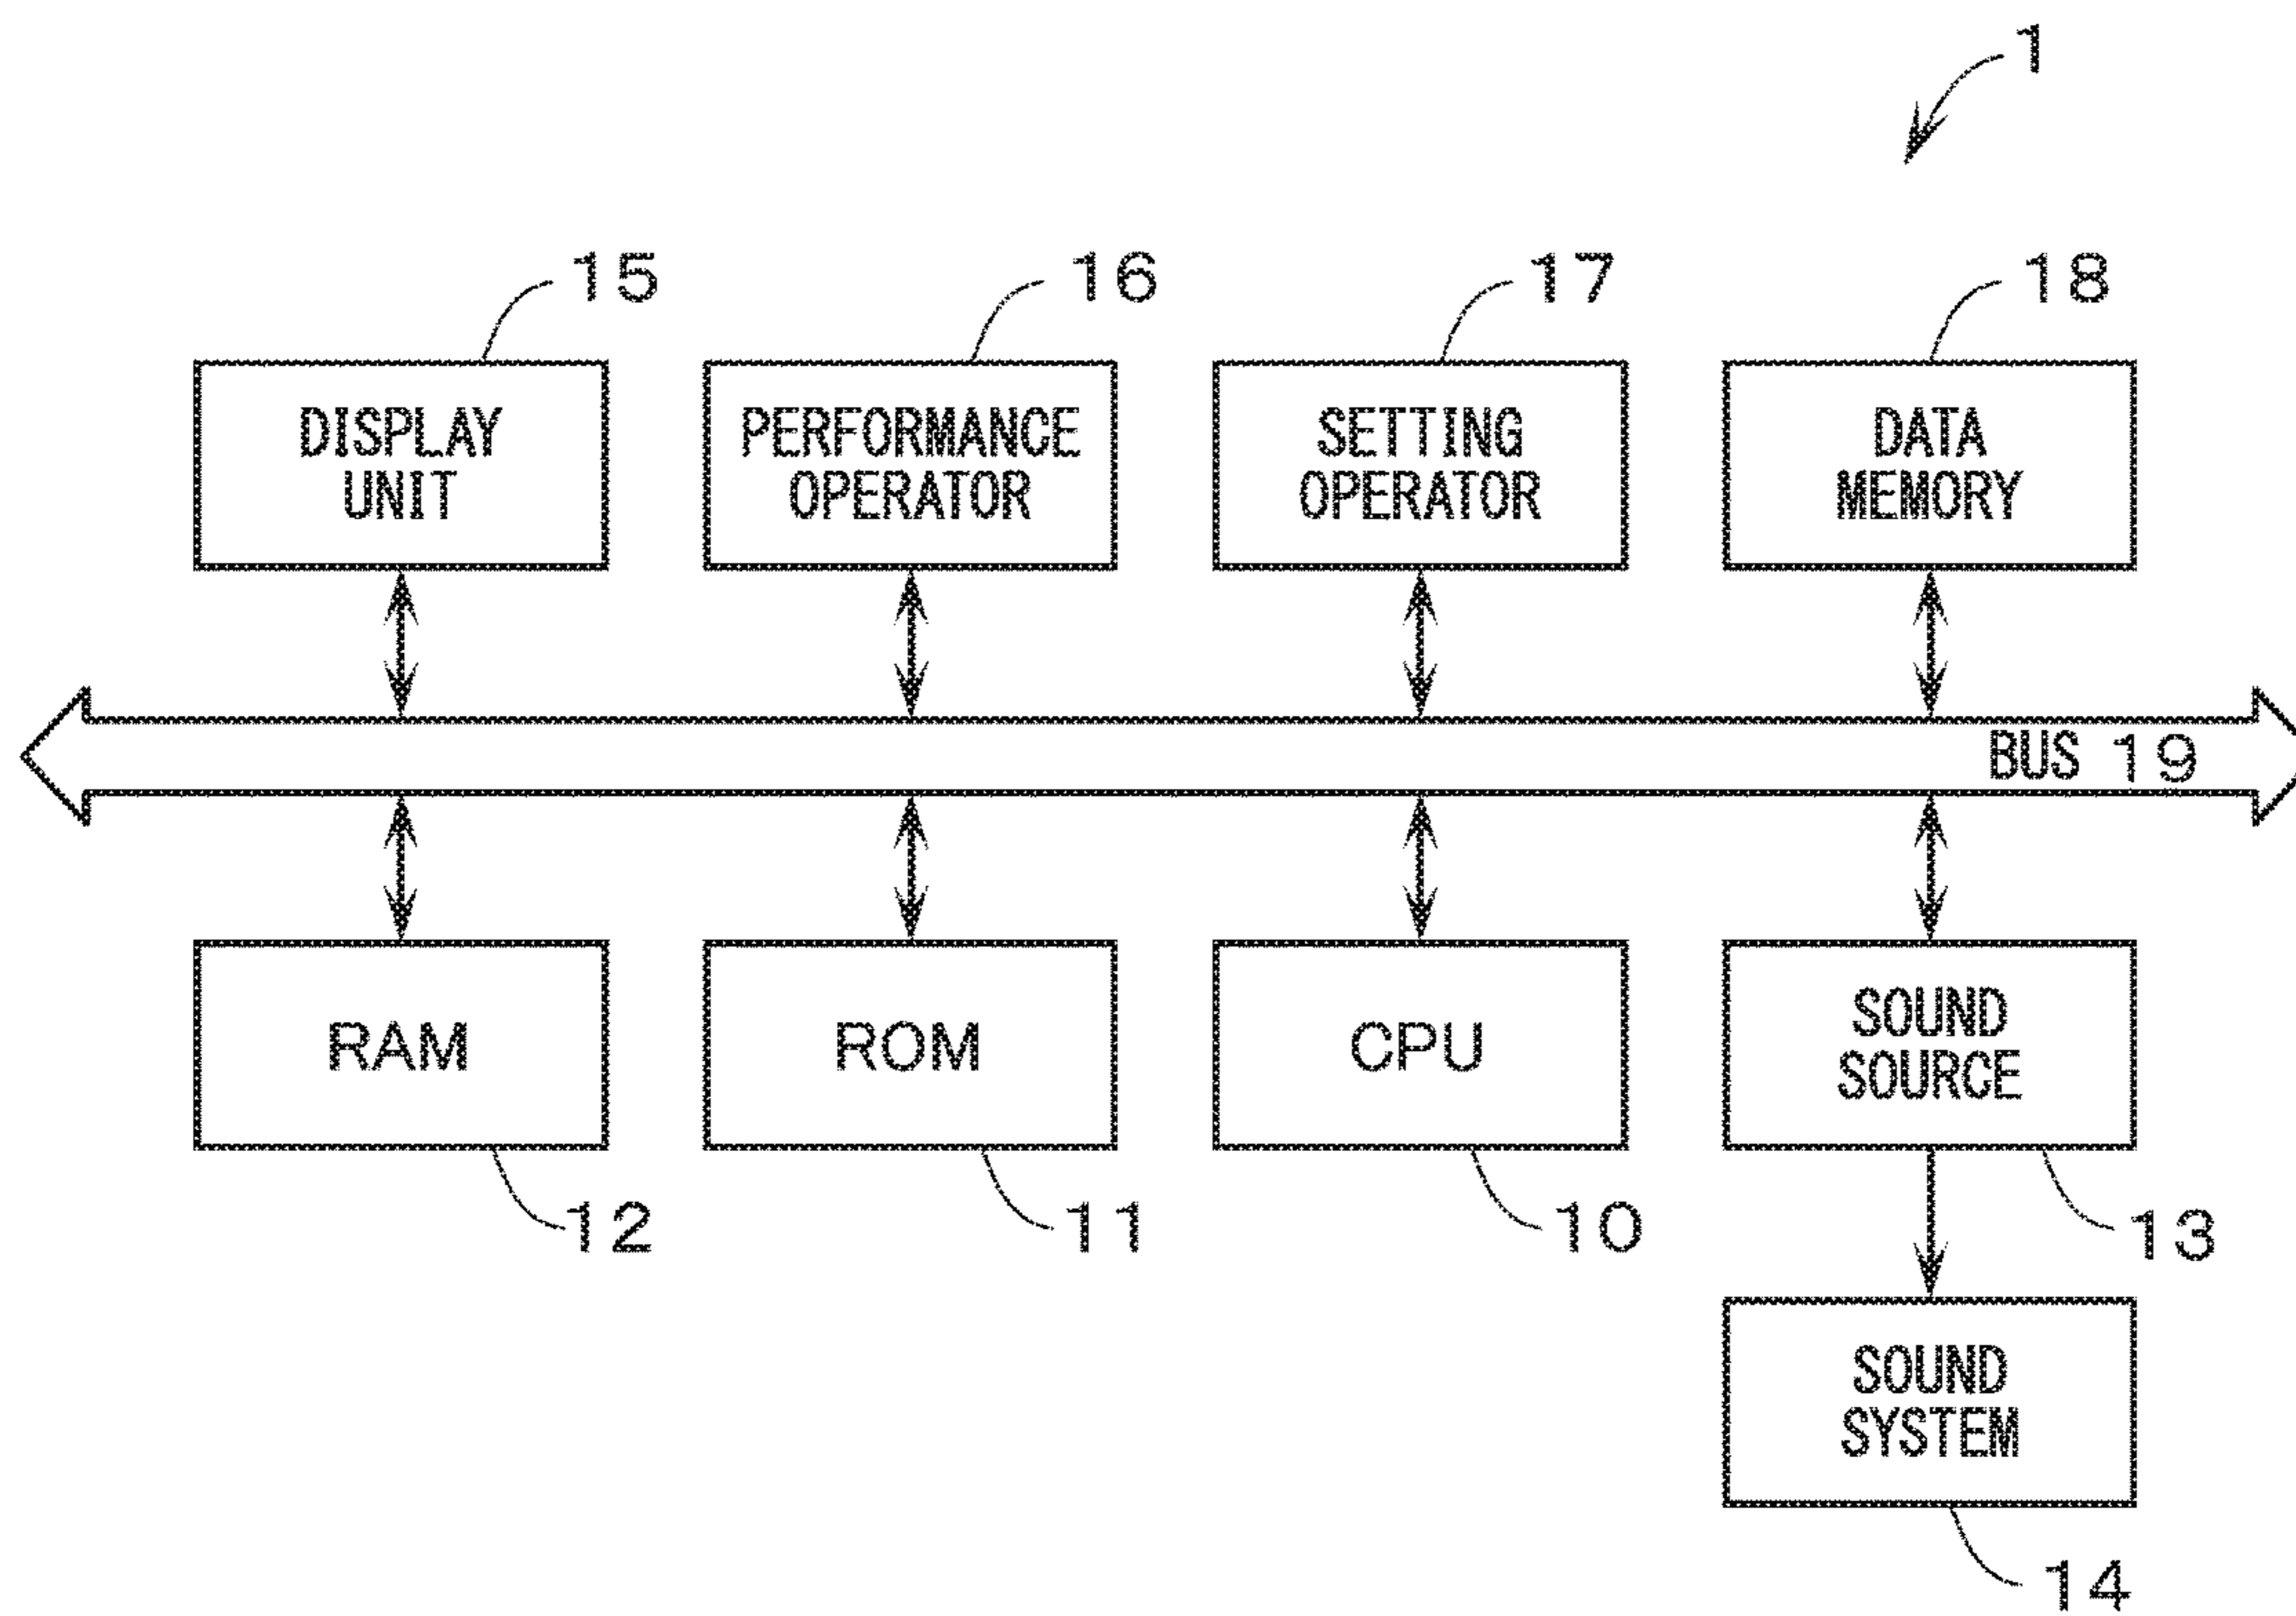 1
15
16
17
18
DISPLAY
UNIT
PERFORMANCE
OPERATOR
SETTING
OPERATOR
DATA
MEMORY
BUS 19
RAM
ROM
CPU
SOUND
SOURCE
12
11
10
13
SOUND
SYSTEM
14